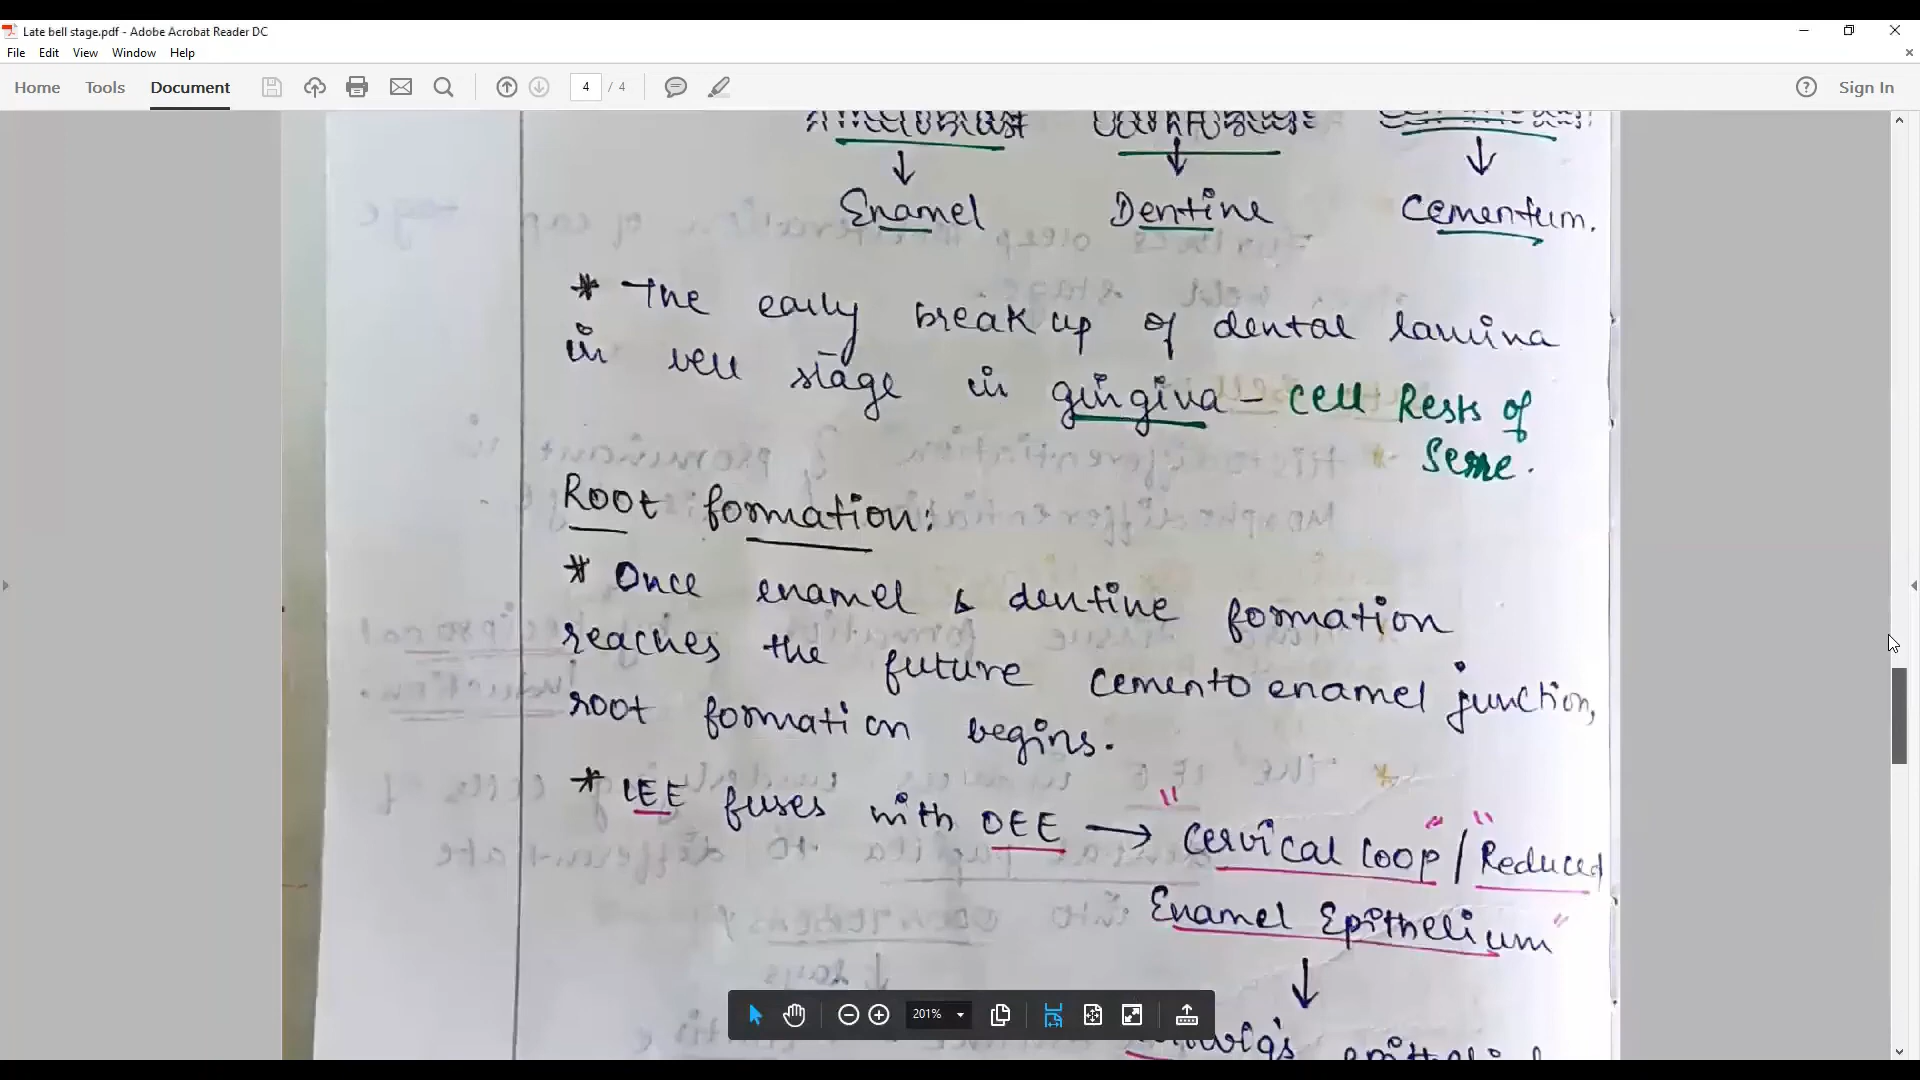 Late bell stage.pdf - Adobe Acrobat Reader DC
File Edit View Window Help
Home Tools Document 4 / 4 Sign In
Enamel Dentine Cementum.
* The early break up of dental lamina
in bell stage in gingiva - Cell Rests of
Serre.
Root formation:
* Once enamel & dentine formation
reaches the future cemento enamel junction,
root formation begins.
* IEE fuses with OEE → "Cervical loop" / "Reduced
Enamel Epithelium"
201%